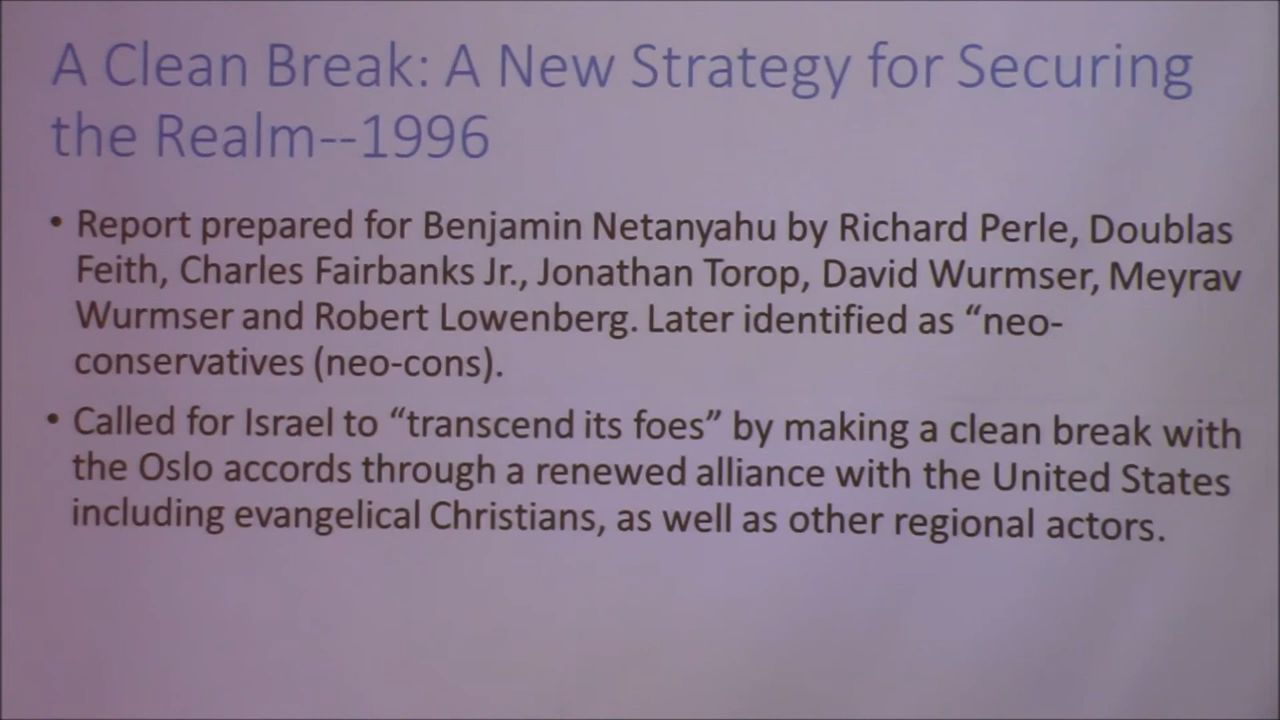 A Clean Break: A New Strategy for Securing
the Realm--1996
• Report prepared for Benjamin Netanyahu by Richard Perle, Doublas
Feith, Charles Fairbanks Jr., Jonathan Torop, David Wurmser, Meyrav
Wurmser and Robert Lowenberg. Later identified as “neo-
conservatives (neo-cons).
• Called for Israel to “transcend its foes” by making a clean break with
the Oslo accords through a renewed alliance with the United States
including evangelical Christians, as well as other regional actors.